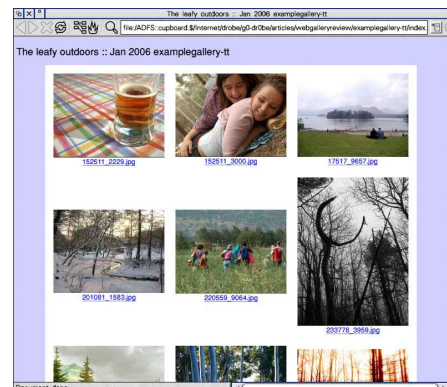 The leafy outdoors :: Jan 2006 examplegallery-tt
file:/ADFS::cupboard.$/Internet/drobe/g0-dr0be/articles/webgalleryreview/examplegallery-tt/index.
The leafy outdoors :: Jan 2006 examplegallery-tt
152511_2229.jpg
152511_3000.jpg
17517_9657.jpg
201081_1583.jpg
220559_9064.jpg
233778_3959.jpg